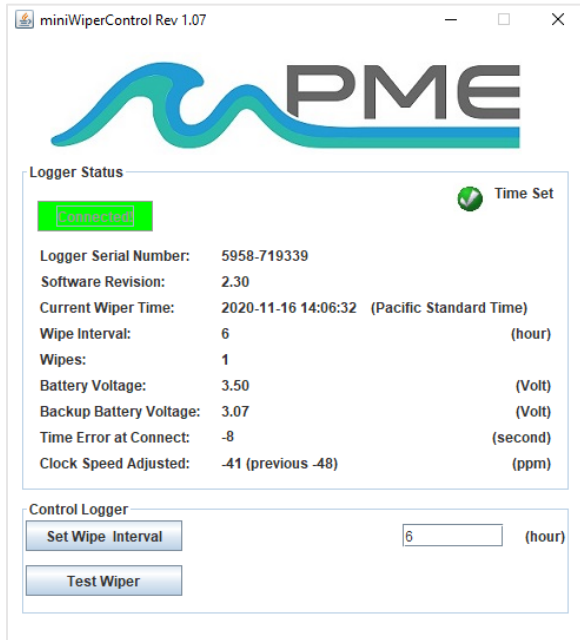 miniWiperControl Rev 1.07
PME
Logger Status
Connected!
Time Set
Logger Serial Number: 5958-719339
Software Revision: 2.30
Current Wiper Time: 2020-11-16 14:06:32 (Pacific Standard Time)
Wipe Interval: 6 (hour)
Wipes: 1
Battery Voltage: 3.50 (Volt)
Backup Battery Voltage: 3.07 (Volt)
Time Error at Connect: -8 (second)
Clock Speed Adjusted: -41 (previous -48) (ppm)
Control Logger
Set Wipe Interval 6 (hour)
Test Wiper